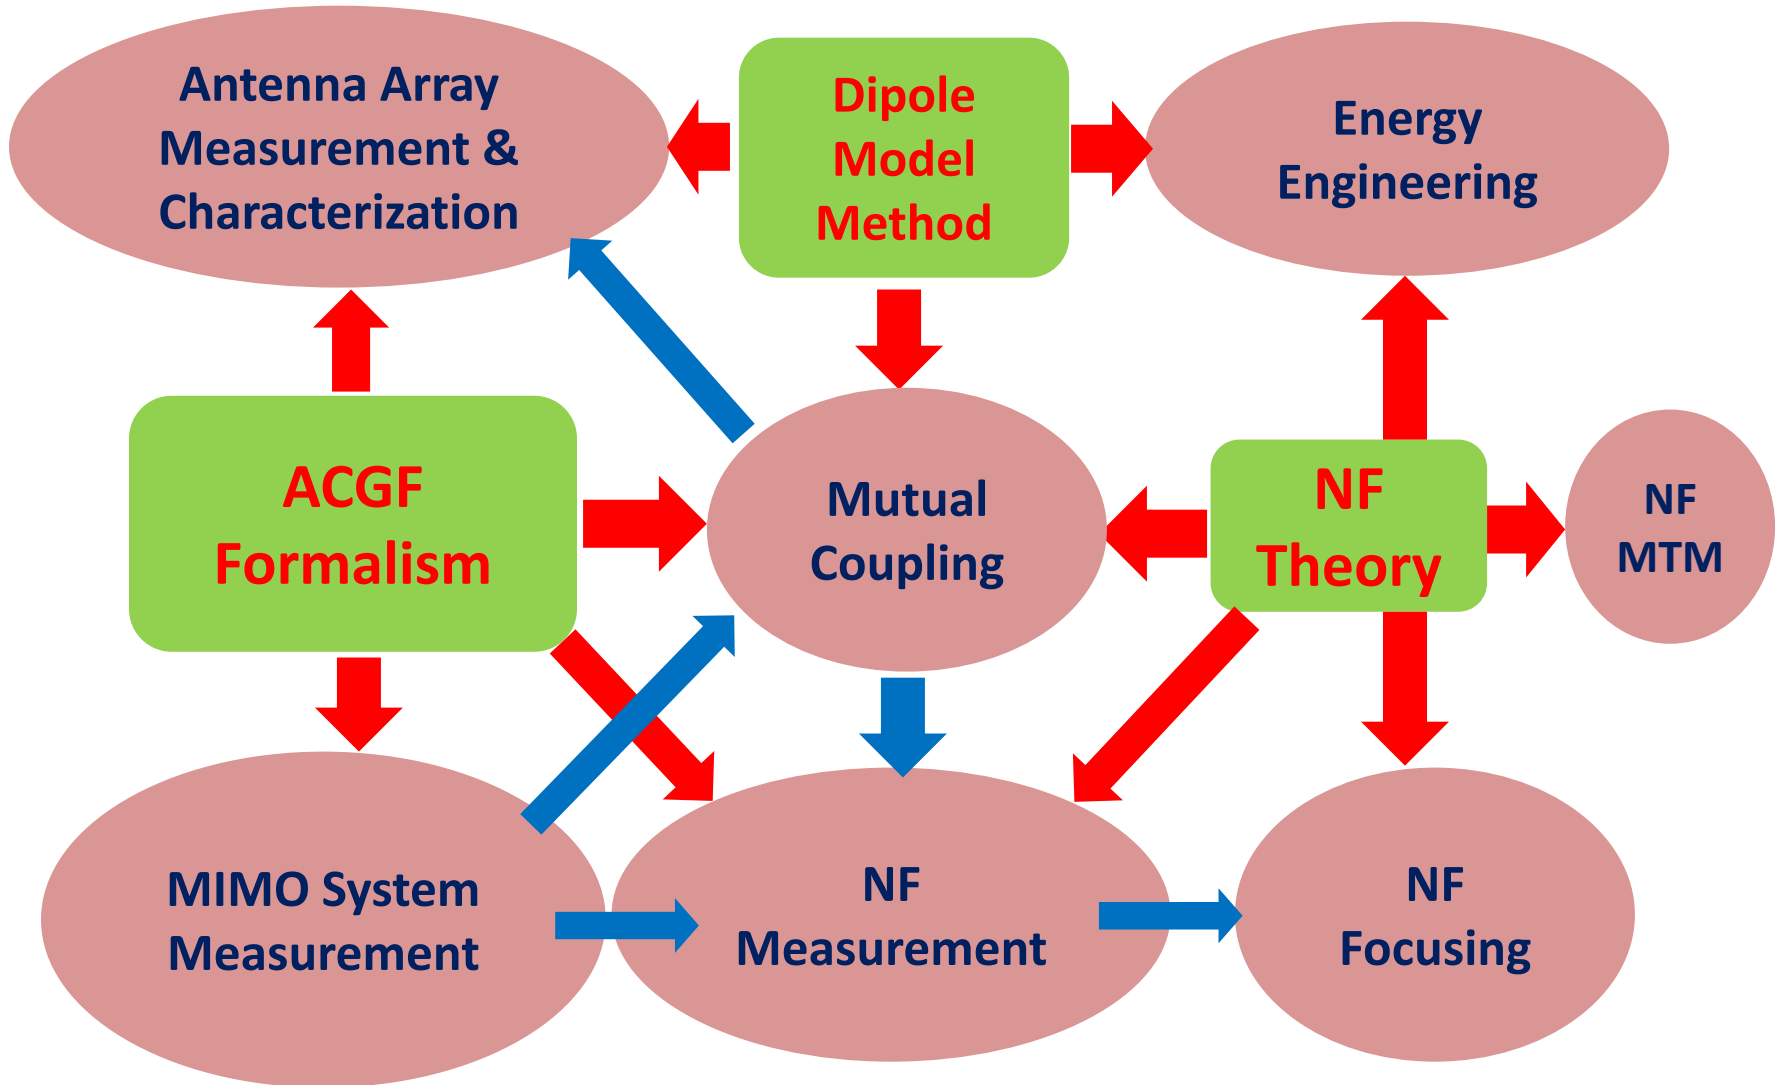 Antenna Array
Measurement &
Characterization
Dipole
Model
Method
Energy
Engineering
ACGF
Formalism
Mutual
Coupling
NF
Theory
NF
MTM
MIMO System
Measurement
NF
Measurement
NF
Focusing